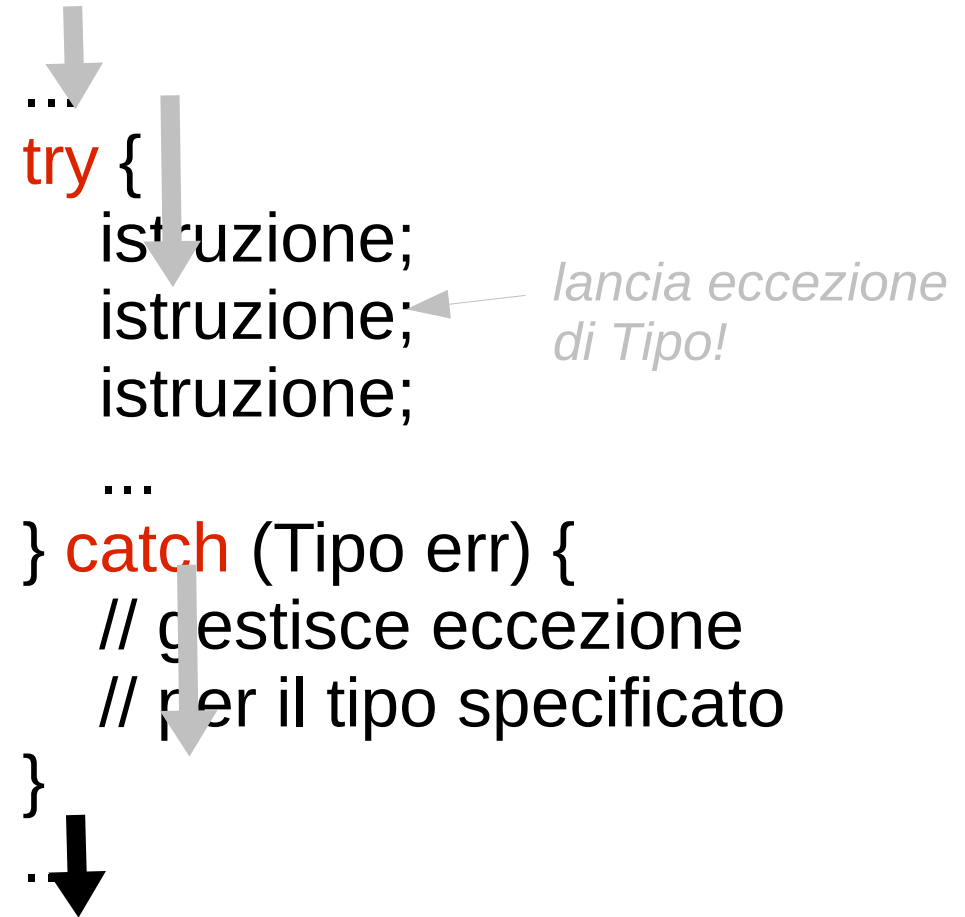 ...
try {
istruzione;
istruzione;
lancia eccezione
di Tipo!
istruzione;
...
} catch (Tipo err) {
// gestisce eccezione
// per il tipo specificato
}
...